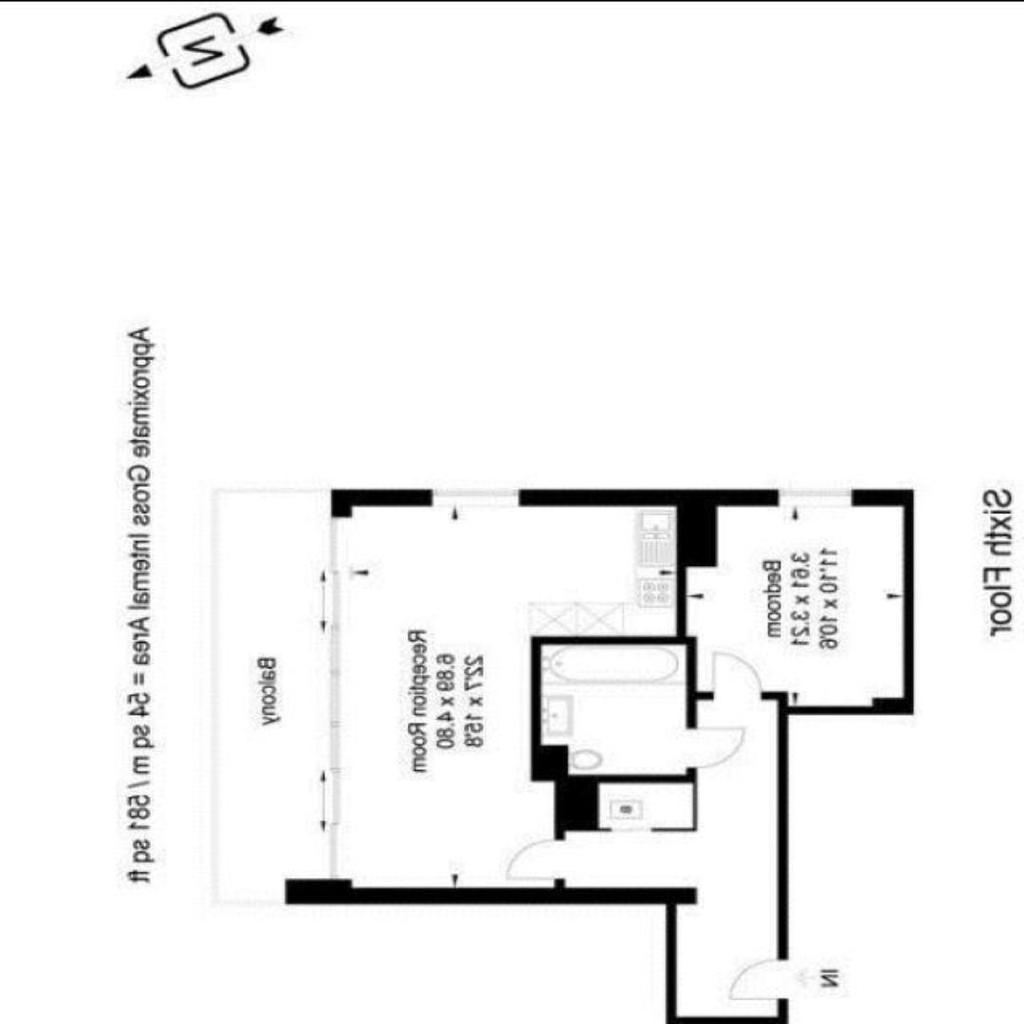 Sixth Floor
11'10 x 10'6
3.61 x 3.21
Bedroom
22'7 x 15'8
6.89 x 4.80
Reception Room
Balcony
IN
B
N
Approximate Gross Internal Area = 54 sq m / 581 sq ft